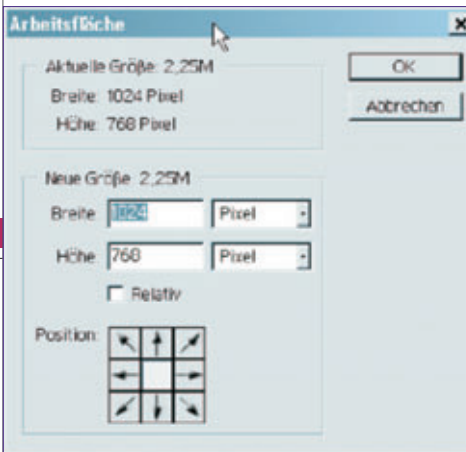 Arbeitsfläche
Aktuelle Größe: 2,25M
Breite: 1024 Pixel
Höhe: 768 Pixel
OK
Abbrechen
Neue Größe: 2,25M
Breite: 1024 Pixel
Höhe: 768 Pixel
Relativ
Position: